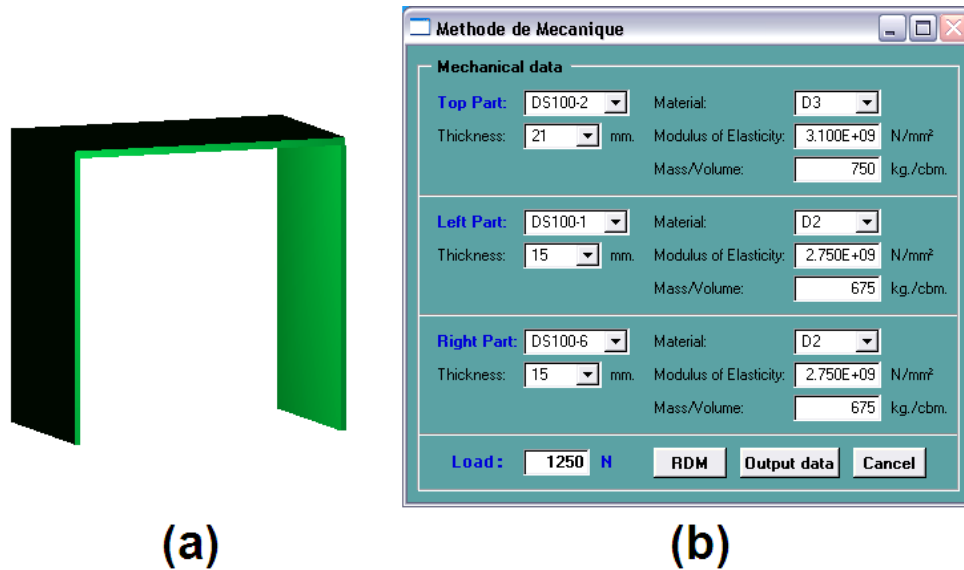 Methode de Mecanique
Mechanical data
Top Part: DS100-2 Material: D3
Thickness: 21 mm. Modulus of Elasticity: 3.100E+09 N/mm²
Mass/Volume: 750 kg./cbm.
Left Part: DS100-1 Material: D2
Thickness: 15 mm. Modulus of Elasticity: 2.750E+09 N/mm²
Mass/Volume: 675 kg./cbm.
Right Part: DS100-6 Material: D2
Thickness: 15 mm. Modulus of Elasticity: 2.750E+09 N/mm²
Mass/Volume: 675 kg./cbm.
Load: 1250 N RDM Output data Cancel
(a) (b)